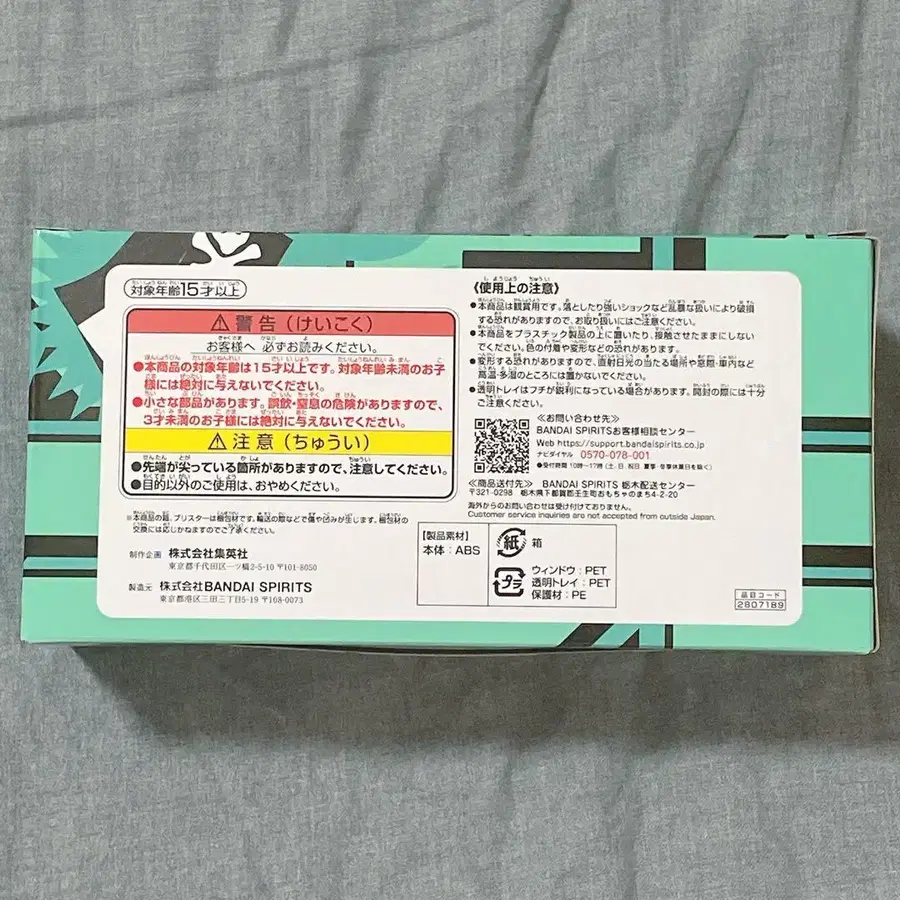 対象年齢15才以上
⚠警告（けいこく）
お客様へ 必ずお読みください。
●本商品の対象年齢は15才以上です。対象年齢未満のお子
様には絶対に与えないでください。
●小さな部品があります。誤飲・窒息の危険がありますので、
3才未満のお子様には絶対に与えないでください。
⚠注意（ちゅうい）
●先端が尖っている箇所がありますので、注意してください。
●目的以外のご使用は、おやめください。
※本商品の箱、ブリスターは梱包材です。輸送の際などで傷や凹みが生じます。梱包材の
交換には応じかねますのでご了承ください。
制作企画 株式会社集英社
東京都千代田区一ツ橋2-5-10 〒101-8050
製造元 株式会社BANDAI SPIRITS
東京都港区三田三丁目5-19 〒168-0073
《使用上の注意》
●本商品は観賞用です。落としたり強いショックなど乱暴な扱いにより破損
する恐れがありますので、お取り扱いにはご注意ください。
●本商品をプラスチック製品の上に置いたり、接触させたままにしない
でください。色の付着や変形などの恐れがあります。
●変形する恐れがありますので、直射日光の当たる場所や窓際・車内など
高温・多湿のところには置かないでください。
●透明トレイはフチが鋭利になっている場合があります。開封の際には十分
ご注意ください。
≪お問い合わせ先≫
BANDAI SPIRITSお客様相談センター
Web https://support.bandaispirits.co.jp
ナビダイヤル 0570-078-001
●受付時間 10時〜17時（土、日、祝日、夏季・冬季休業日を除く）
≪商品送付先≫ BANDAI SPIRITS 栃木配送センター
〒321-0298 栃木県下都賀郡壬生町おもちゃのまち4-2-20
海外からのお問い合わせは受け付けておりません。
Customer service inquiries are not accepted from outside Japan.
【製品素材】
本体：ABS
紙 箱
プラ
ウィンドウ：PET
透明トレイ：PET
保護材：PE
品目コード
2807189